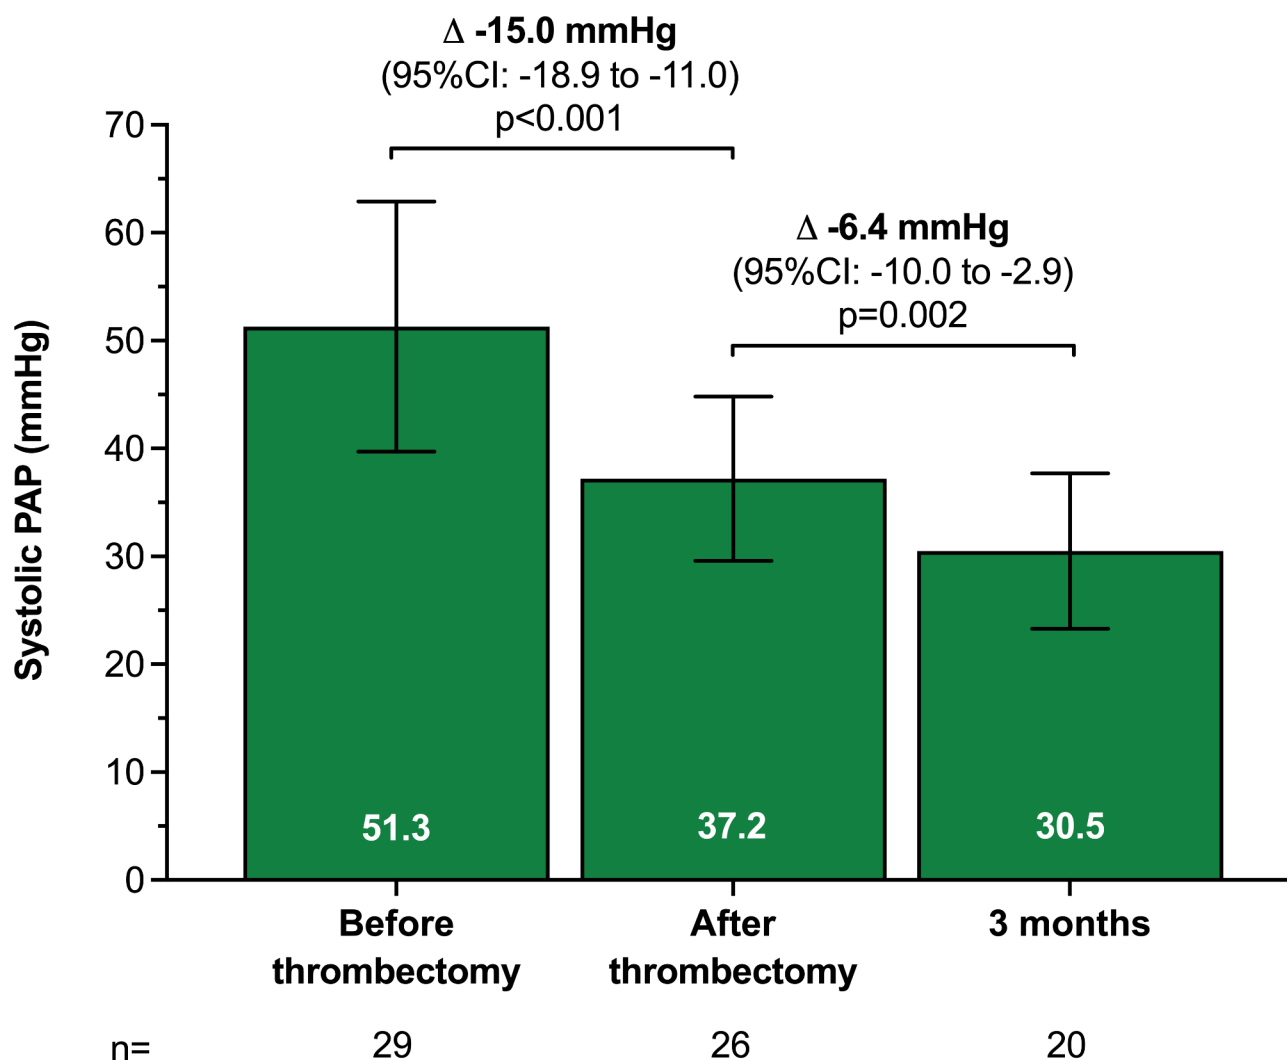 Δ -15.0 mmHg
(95%CI: -18.9 to -11.0)
p<0.001
Δ -6.4 mmHg
(95%CI: -10.0 to -2.9)
p=0.002
Systolic PAP (mmHg)
70
60
50
40
30
20
10
0
51.3 37.2 30.5
Before After 3 months
thrombectomy thrombectomy
n= 29 26 20